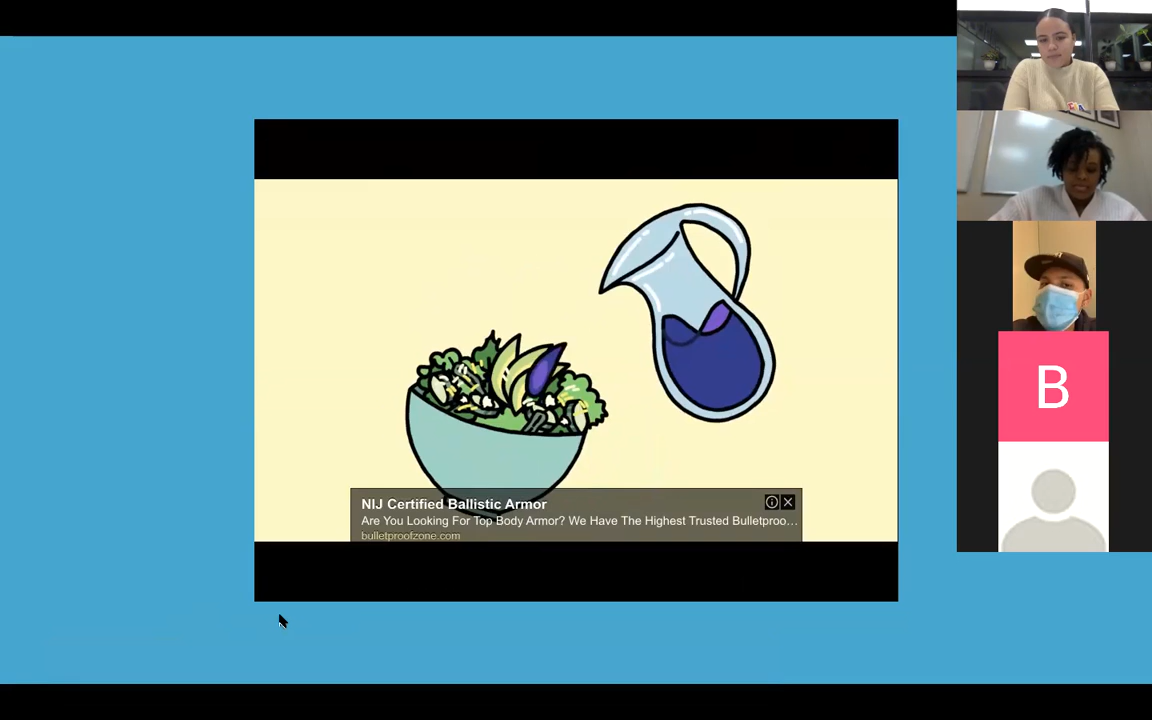 NIJ Certified Ballistic Armor
Are You Looking For Top Body Armor? We Have The Highest Trusted Bulletproo...
bulletproofzone.com
B